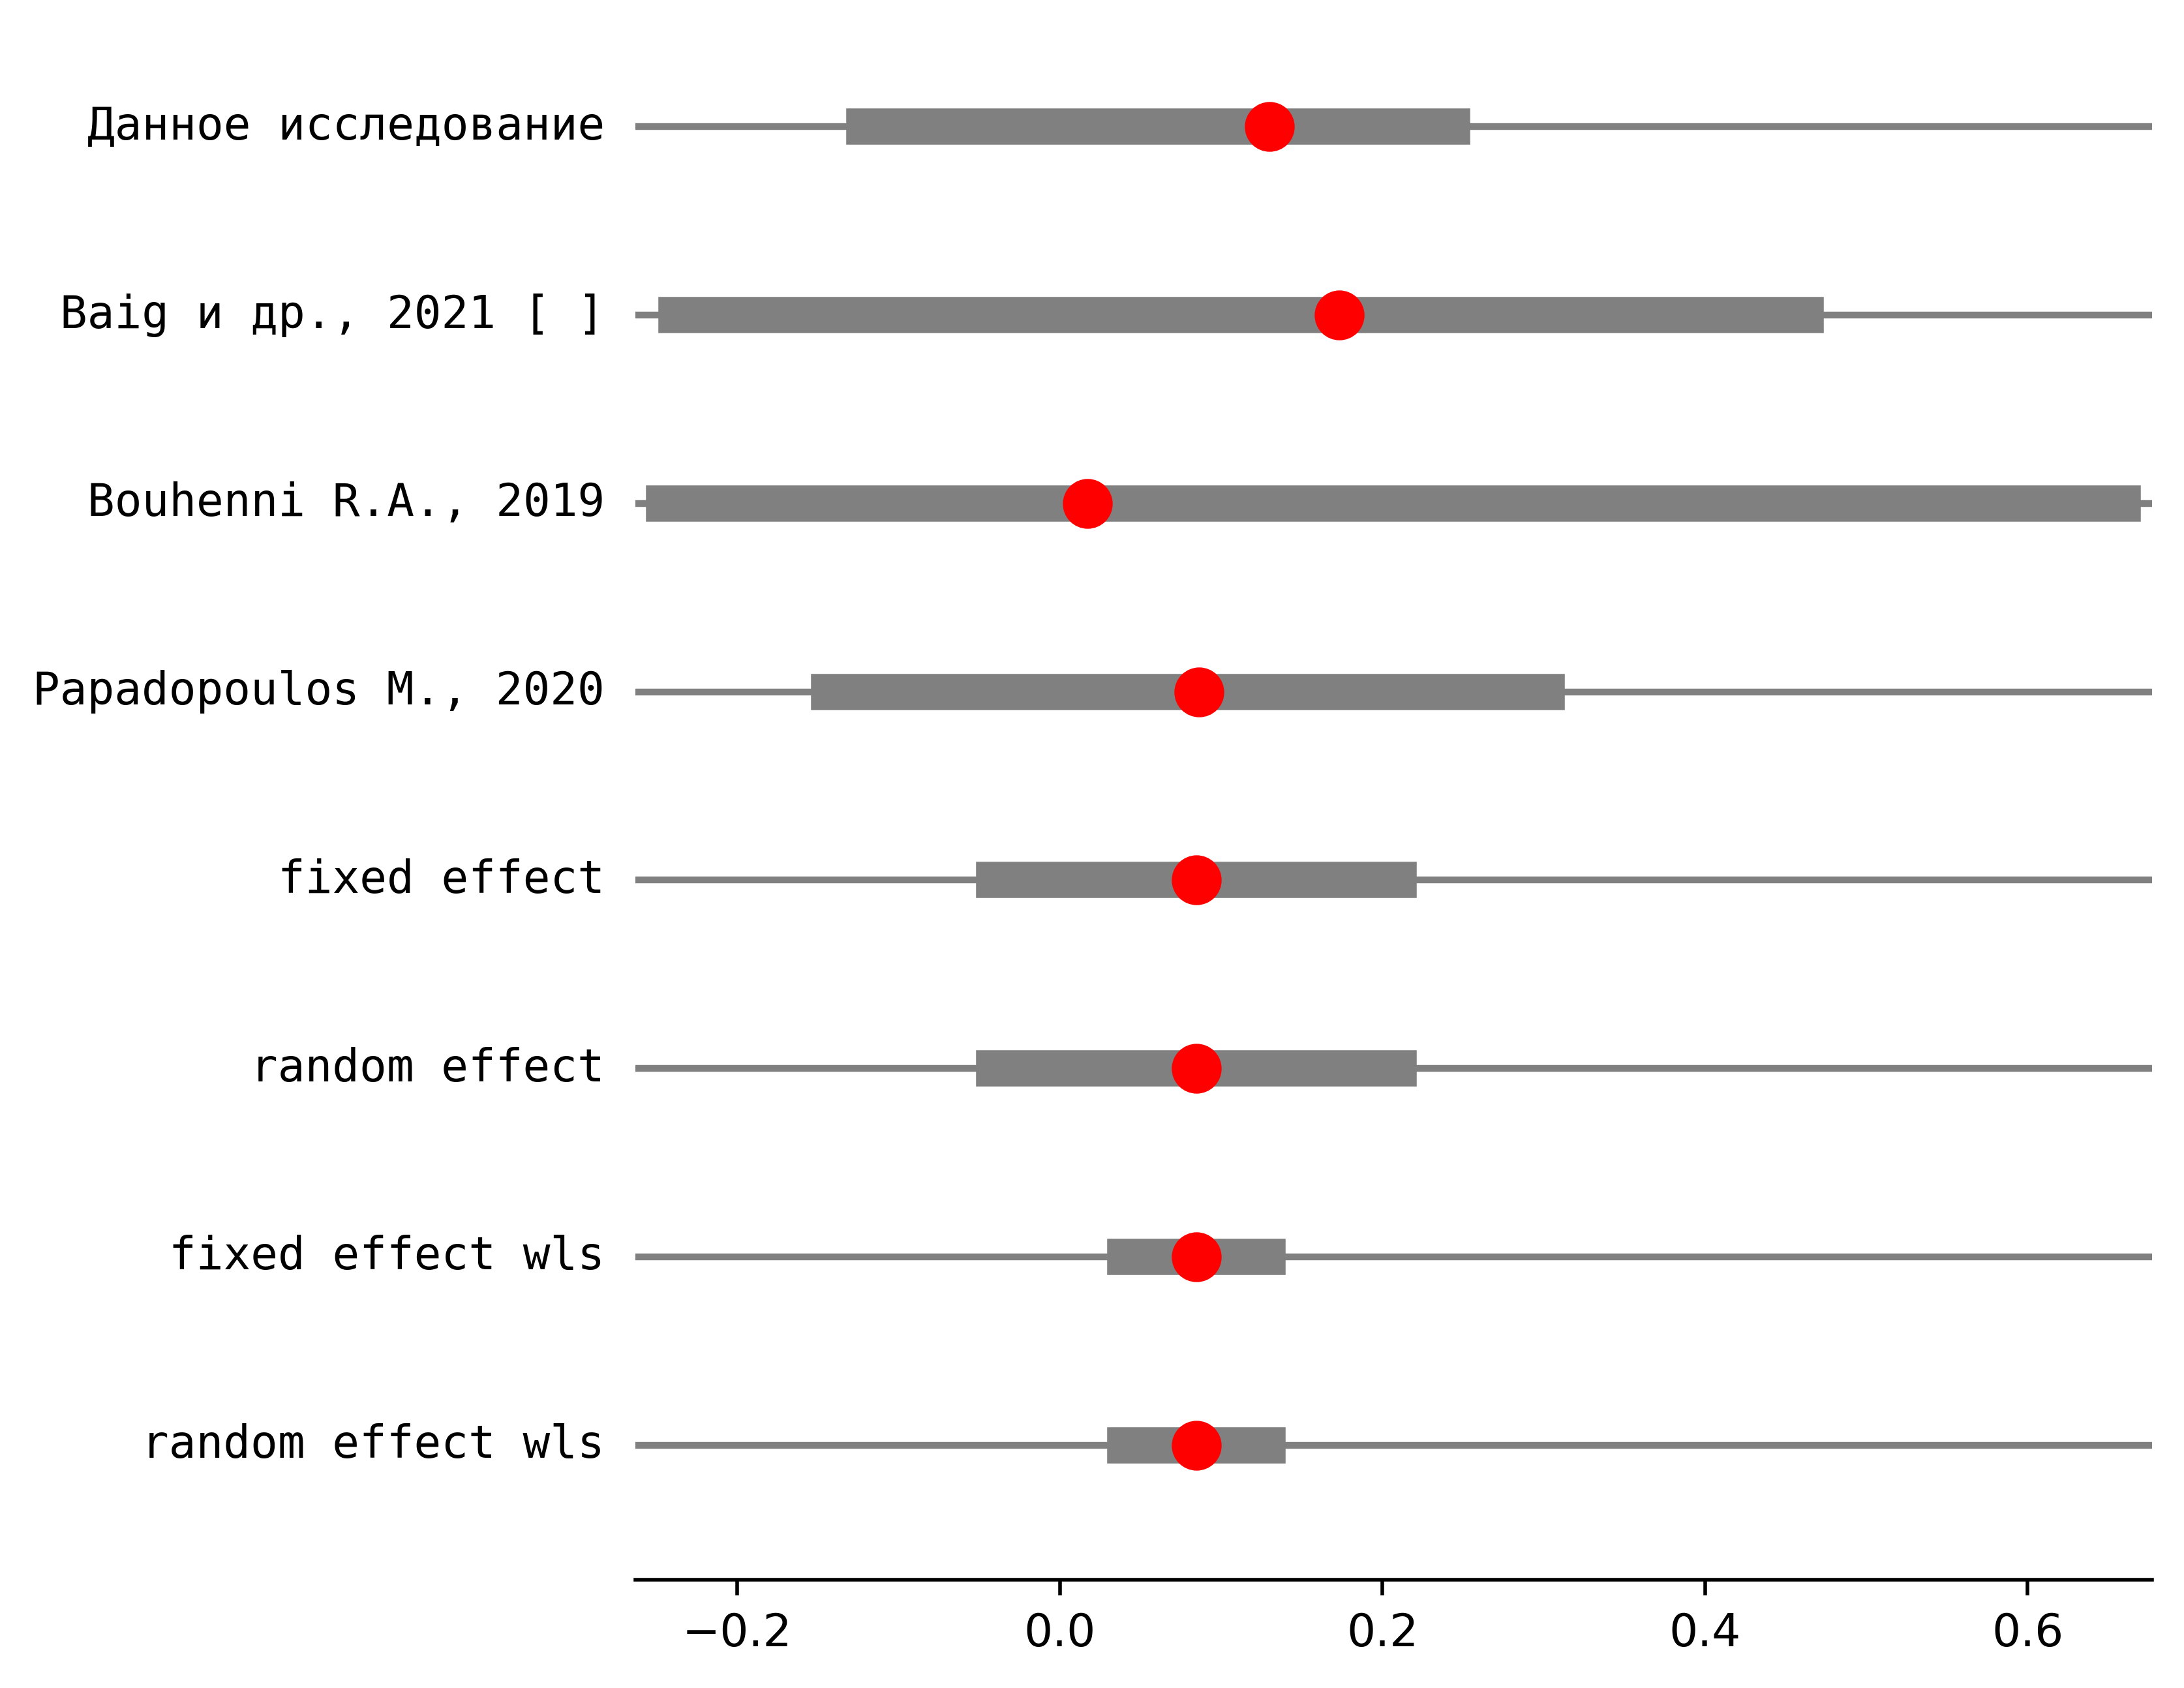 Данное исследование
Baig и др., 2021 [ ]
Bouhenni R.A., 2019
Papadopoulos M., 2020
fixed effect
random effect
fixed effect wls
random effect wls
−0.2 0.0 0.2 0.4 0.6